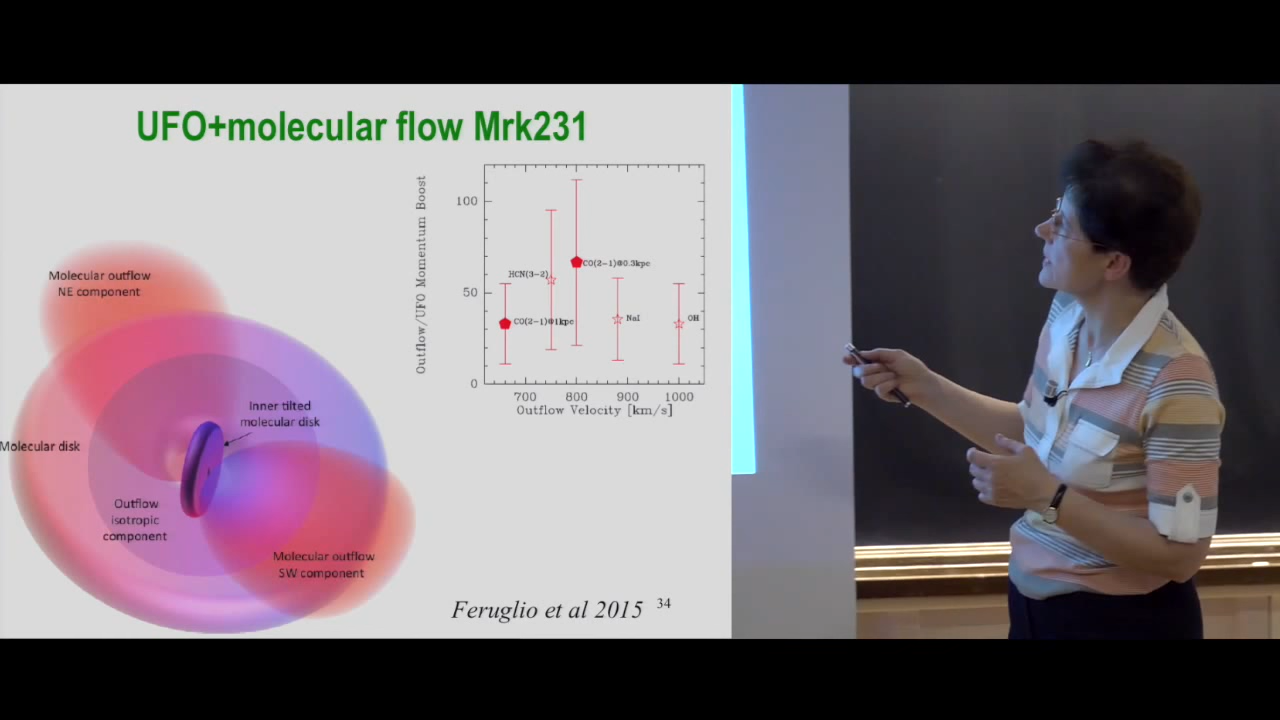 UFO+molecular flow Mrk231
Outflow/UFO Momentum Boost
100
50
0
HCN(3-2)
CO(2-1)@0.3kpc
CO(2-1)@1kpc
NaI
OH
700 800 900 1000
Outflow Velocity [km/s]
Molecular outflow
NE component
Inner tilted
molecular disk
Molecular disk
Outflow
isotropic
component
Molecular outflow
SW component
Feruglio et al 2015 34